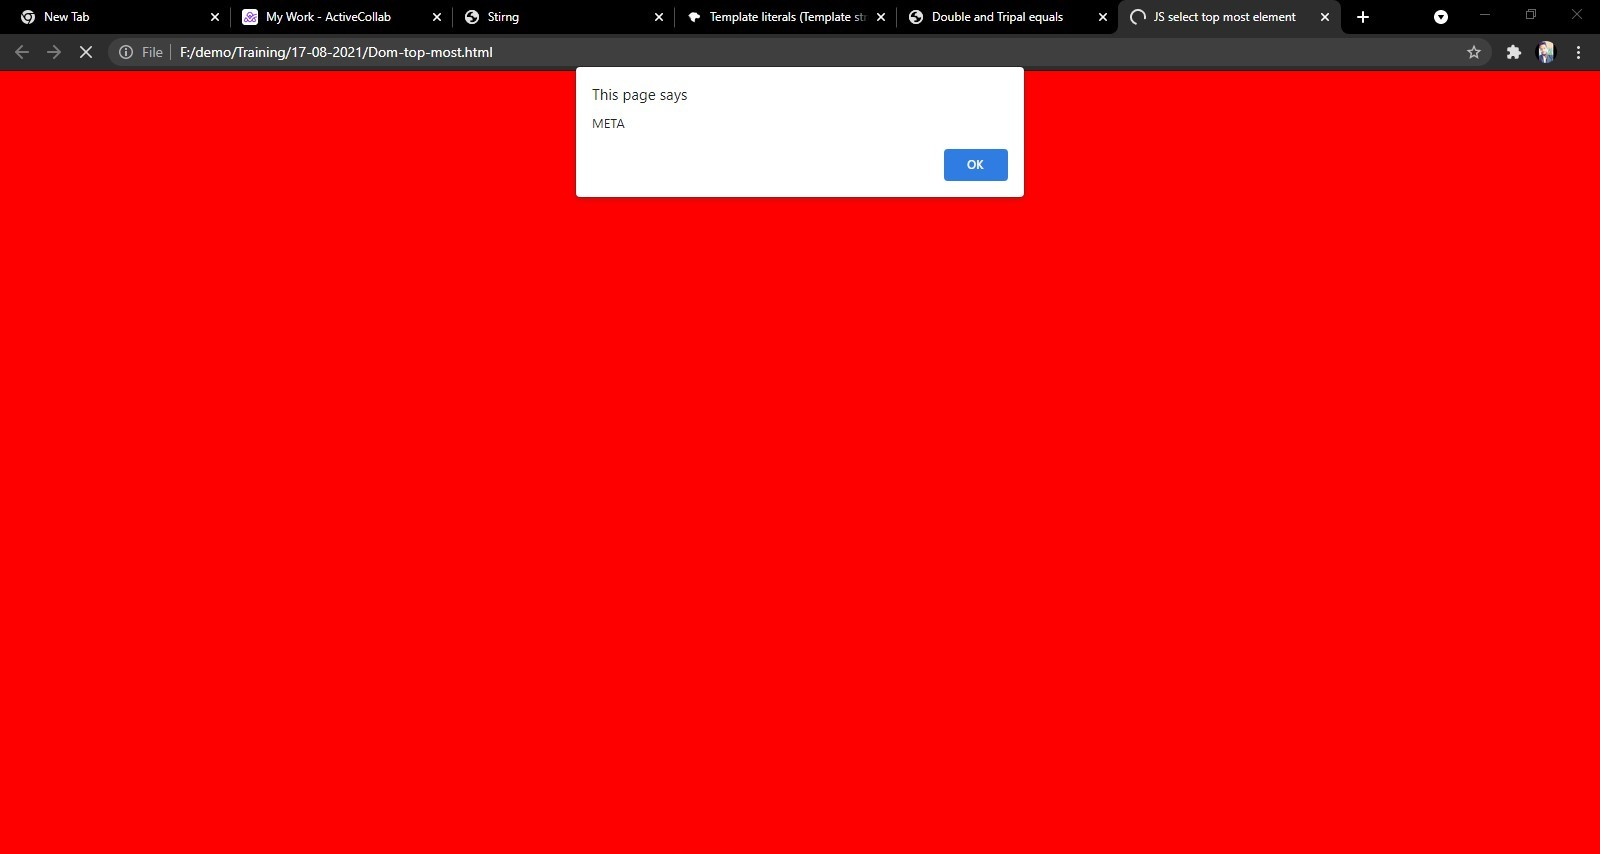 New Tab
My Work - ActiveCollab
Stirng
Template literals (Template str
Double and Tripal equals
JS select top most element
File
F:/demo/Training/17-08-2021/Dom-top-most.html
This page says
META
OK